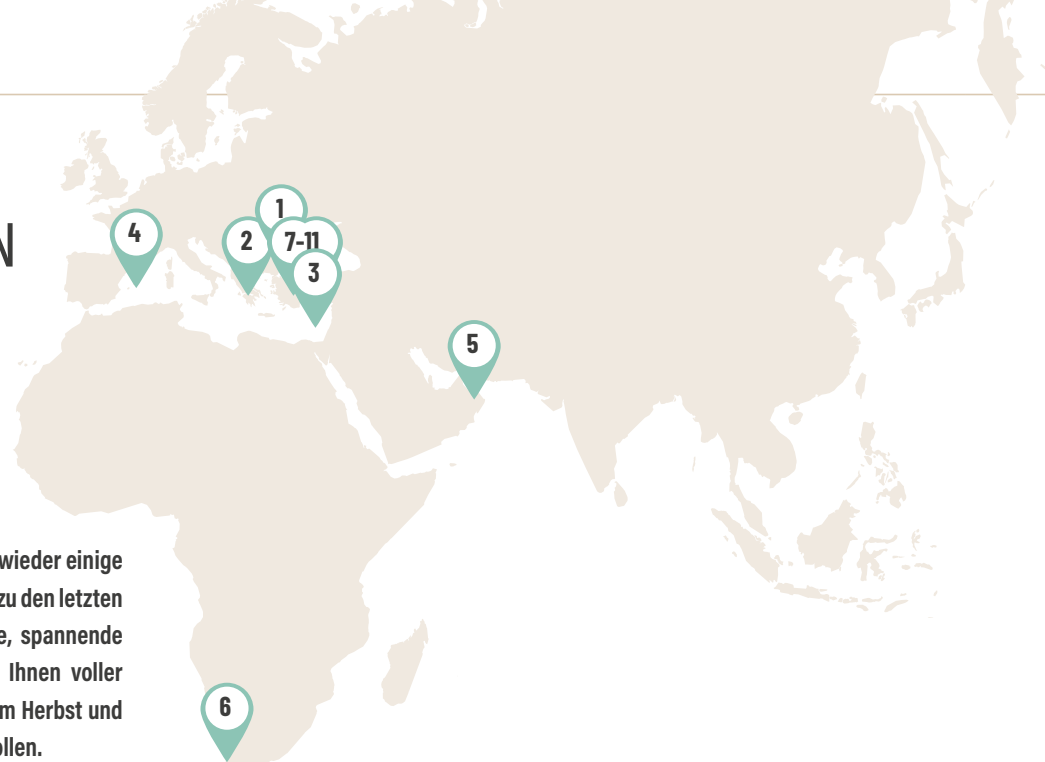 N
1
4
2
7-11
3
5
wieder einige
zu den letzten
e, spannende
Ihnen voller
m Herbst und
ollen.
6